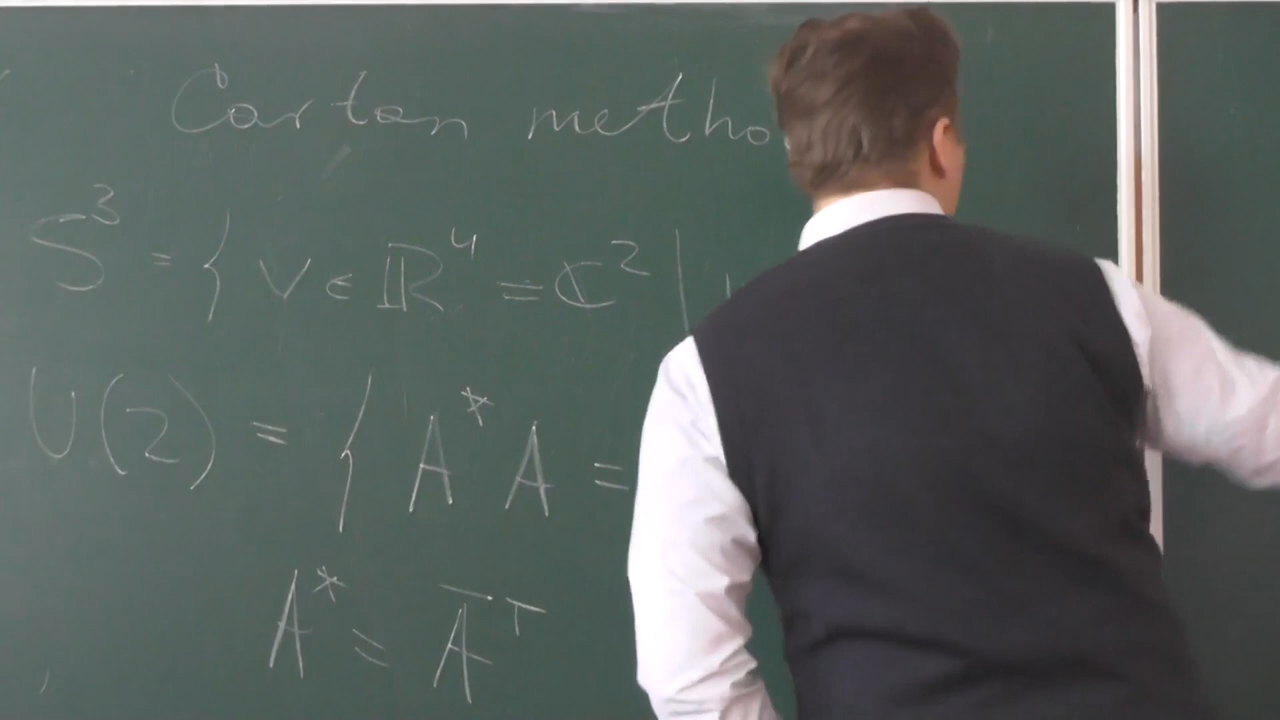 Cartan metho
S³ = { v ∈ ℝ⁴ = ℂ² |
U(2) = { A* A =
A* = A̅ᵀ